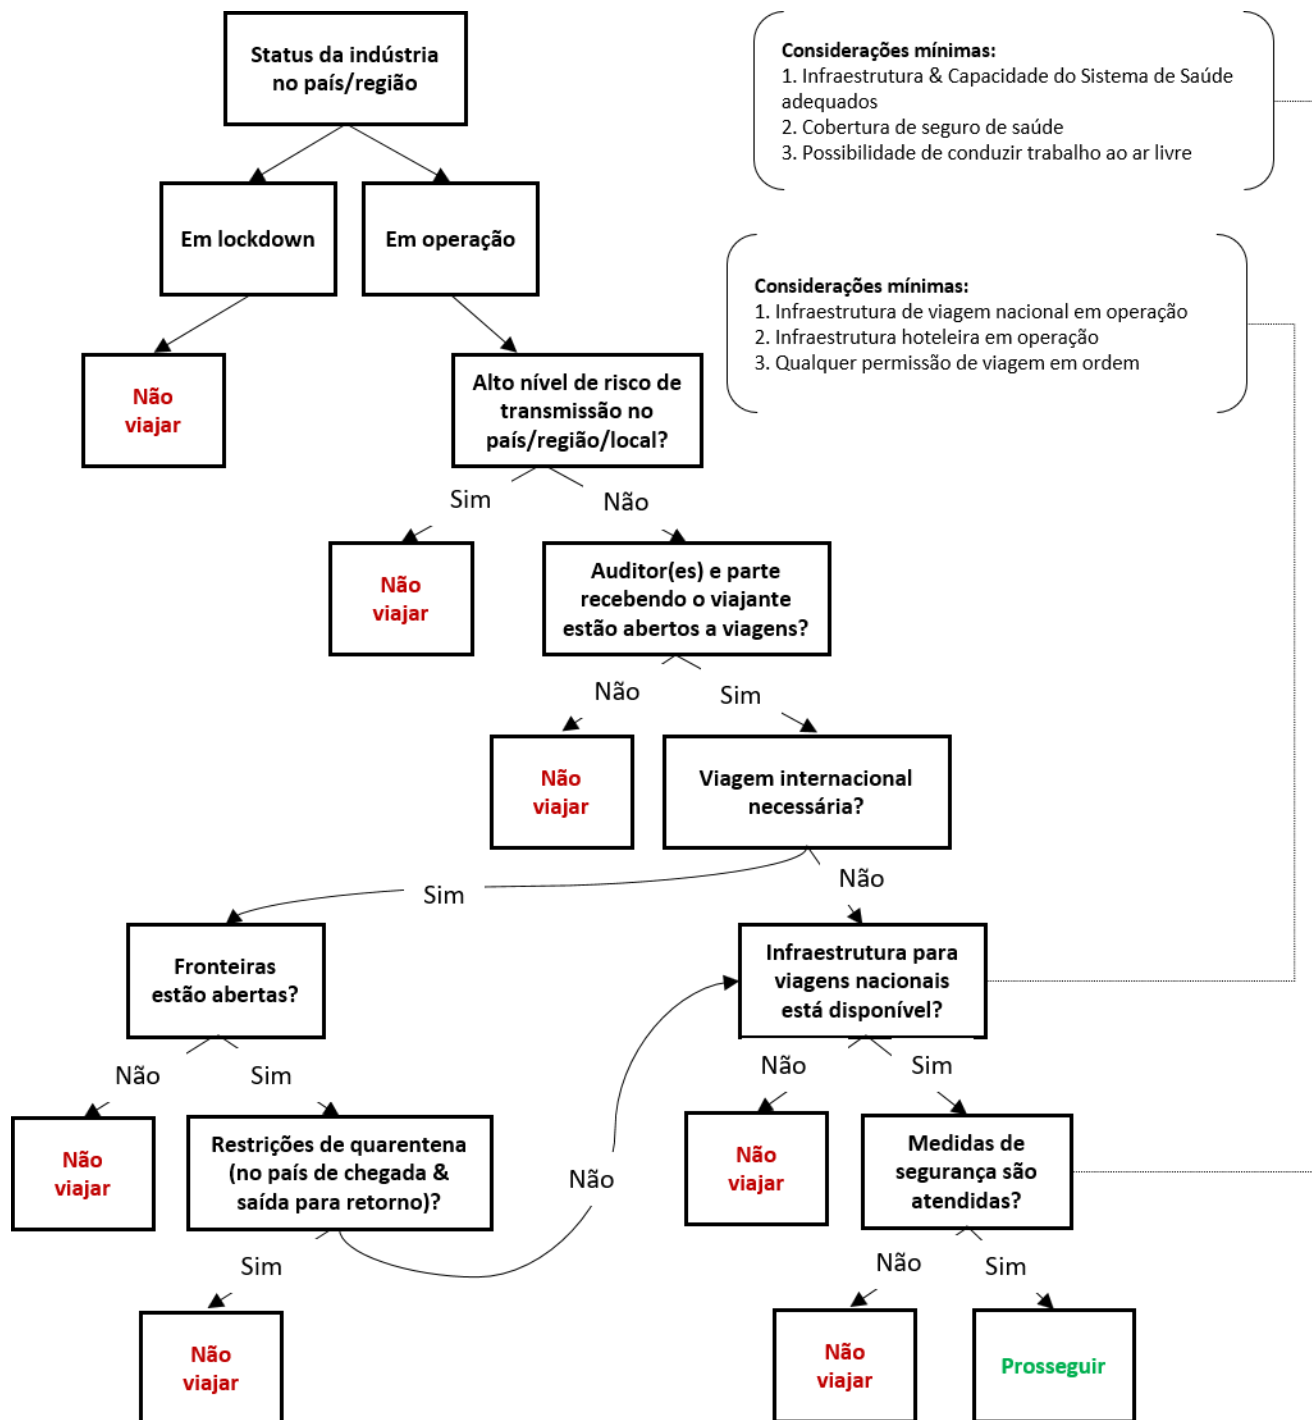 Status da indústria
no país/região
Considerações mínimas:
1. Infraestrutura & Capacidade do Sistema de Saúde
adequados
2. Cobertura de seguro de saúde
3. Possibilidade de conduzir trabalho ao ar livre
Em lockdown
Em operação
Considerações mínimas:
1. Infraestrutura de viagem nacional em operação
2. Infraestrutura hoteleira em operação
3. Qualquer permissão de viagem em ordem
Não
viajar
Alto nível de risco de
transmissão no
país/região/local?
Sim
Não
Não
viajar
Auditor(es) e parte
recebendo o viajante
estão abertos a viagens?
Não
Sim
Não
viajar
Viagem internacional
necessária?
Sim
Não
Fronteiras
estão abertas?
Infraestrutura para
viagens nacionais
está disponível?
Não
Sim
Não
Sim
Não
viajar
Restrições de quarentena
(no país de chegada &
saída para retorno)?
Não
Não
viajar
Medidas de
segurança são
atendidas?
Sim
Não
Sim
Não
viajar
Não
viajar
Prosseguir